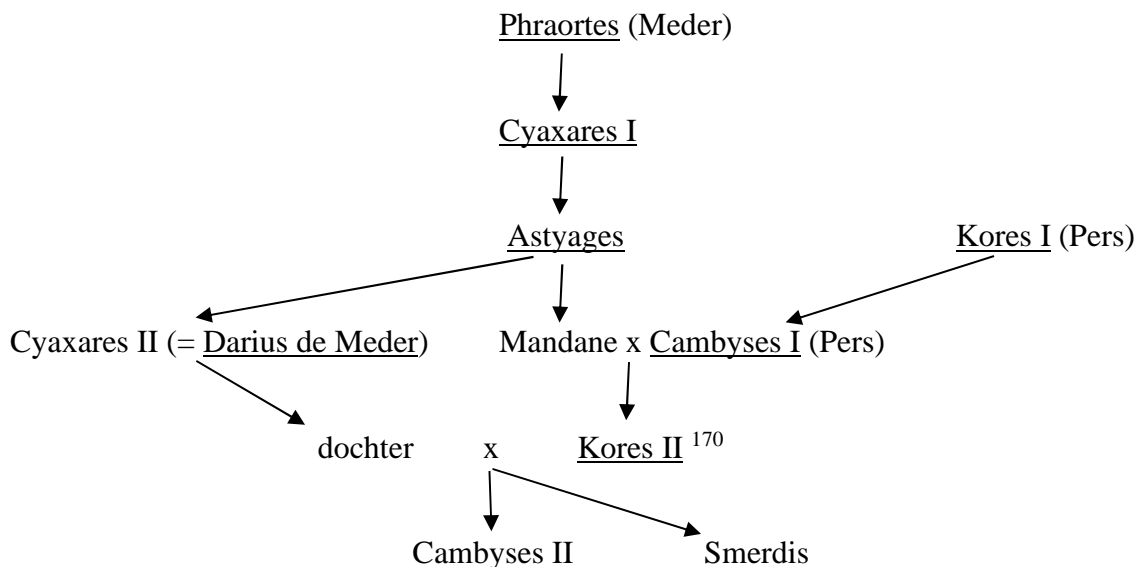 Phraortes (Meder)
Cyaxares I
Astyages Kores I (Pers)
Cyaxares II (= Darius de Meder) Mandane x Cambyses I (Pers)
dochter x Kores II 170
Cambyses II Smerdis